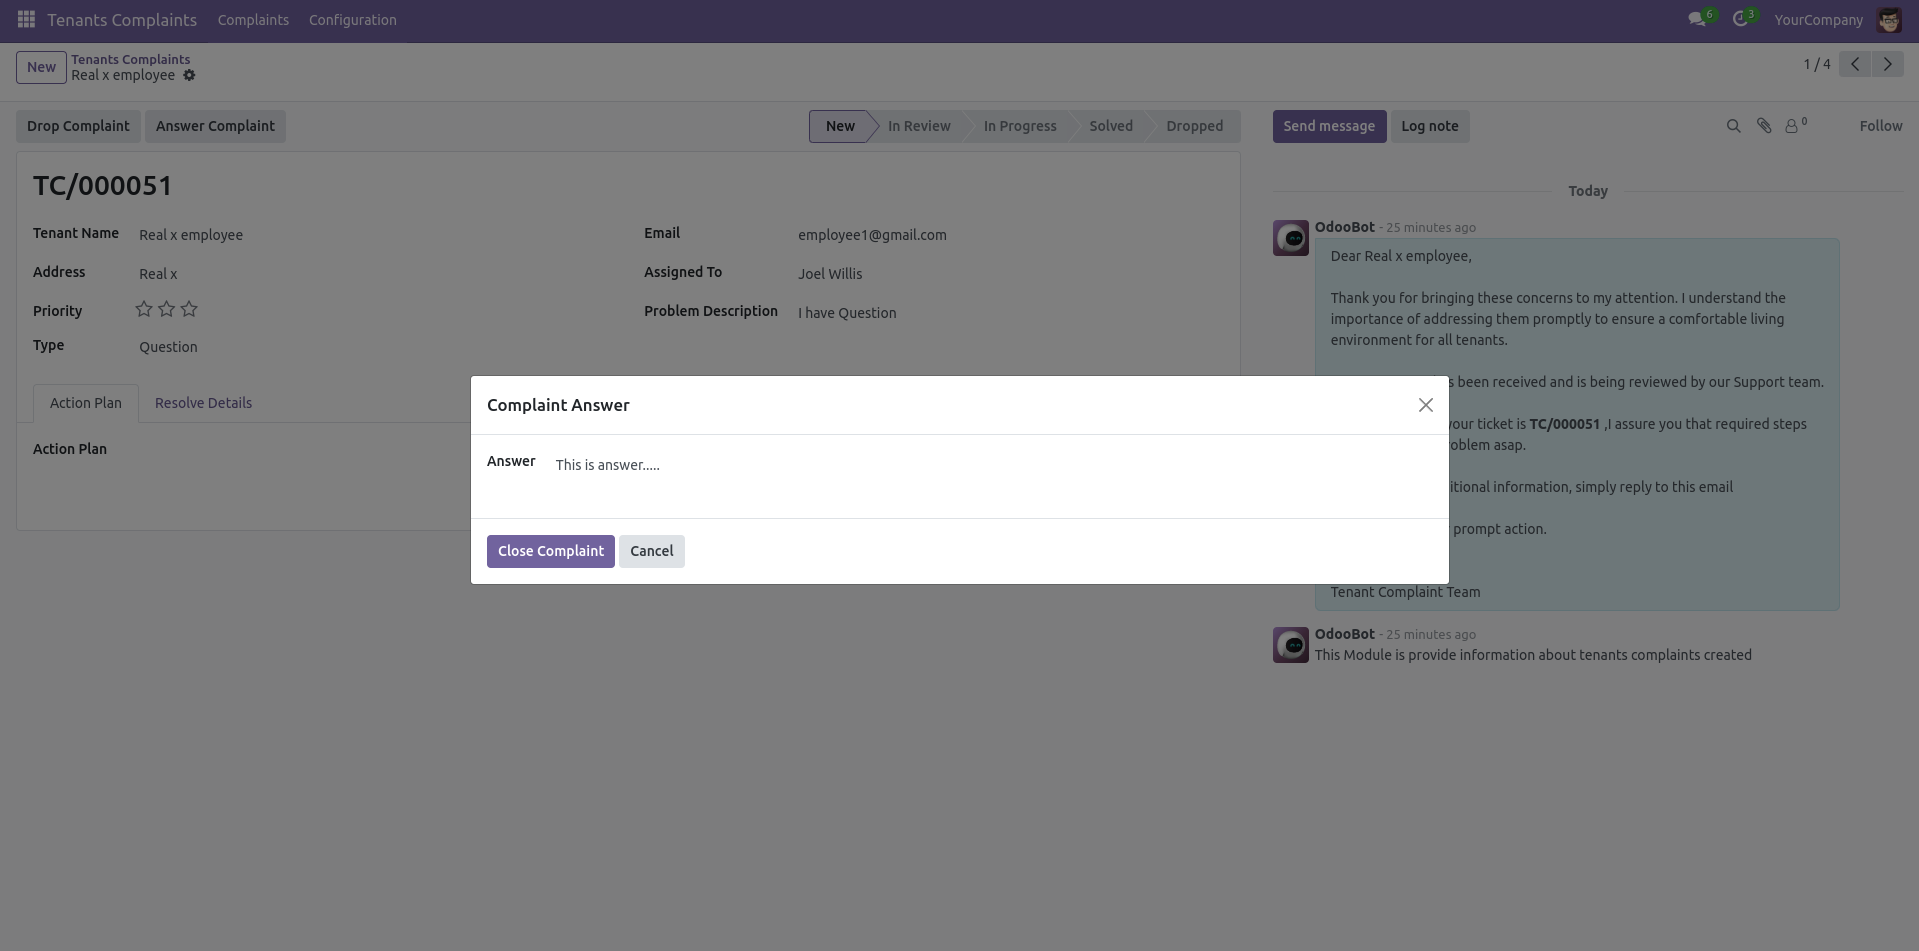 Tenants Complaints Complaints Configuration 6 3 YourCompany
New Tenants Complaints
Real x employee
1 / 4
Drop Complaint Answer Complaint New In Review In Progress Solved Dropped
Send message Log note 0 Follow
TC/000051
Tenant Name Real x employee
Email employee1@gmail.com
Address Real x
Assigned To Joel Willis
Priority
Problem Description I have Question
Type Question
Action Plan Resolve Details
Action Plan
Complaint Answer
Answer This is answer.....
Close Complaint Cancel
Today
OdooBot - 25 minutes ago
Dear Real x employee,
Thank you for bringing these concerns to my attention. I understand the
importance of addressing them promptly to ensure a comfortable living
environment for all tenants.
been received and is being reviewed by our Support team.
your ticket is TC/000051 ,I assure you that required steps
asap.
information, simply reply to this email
prompt action.
Tenant Complaint Team
OdooBot - 25 minutes ago
This Module is provide information about tenants complaints created